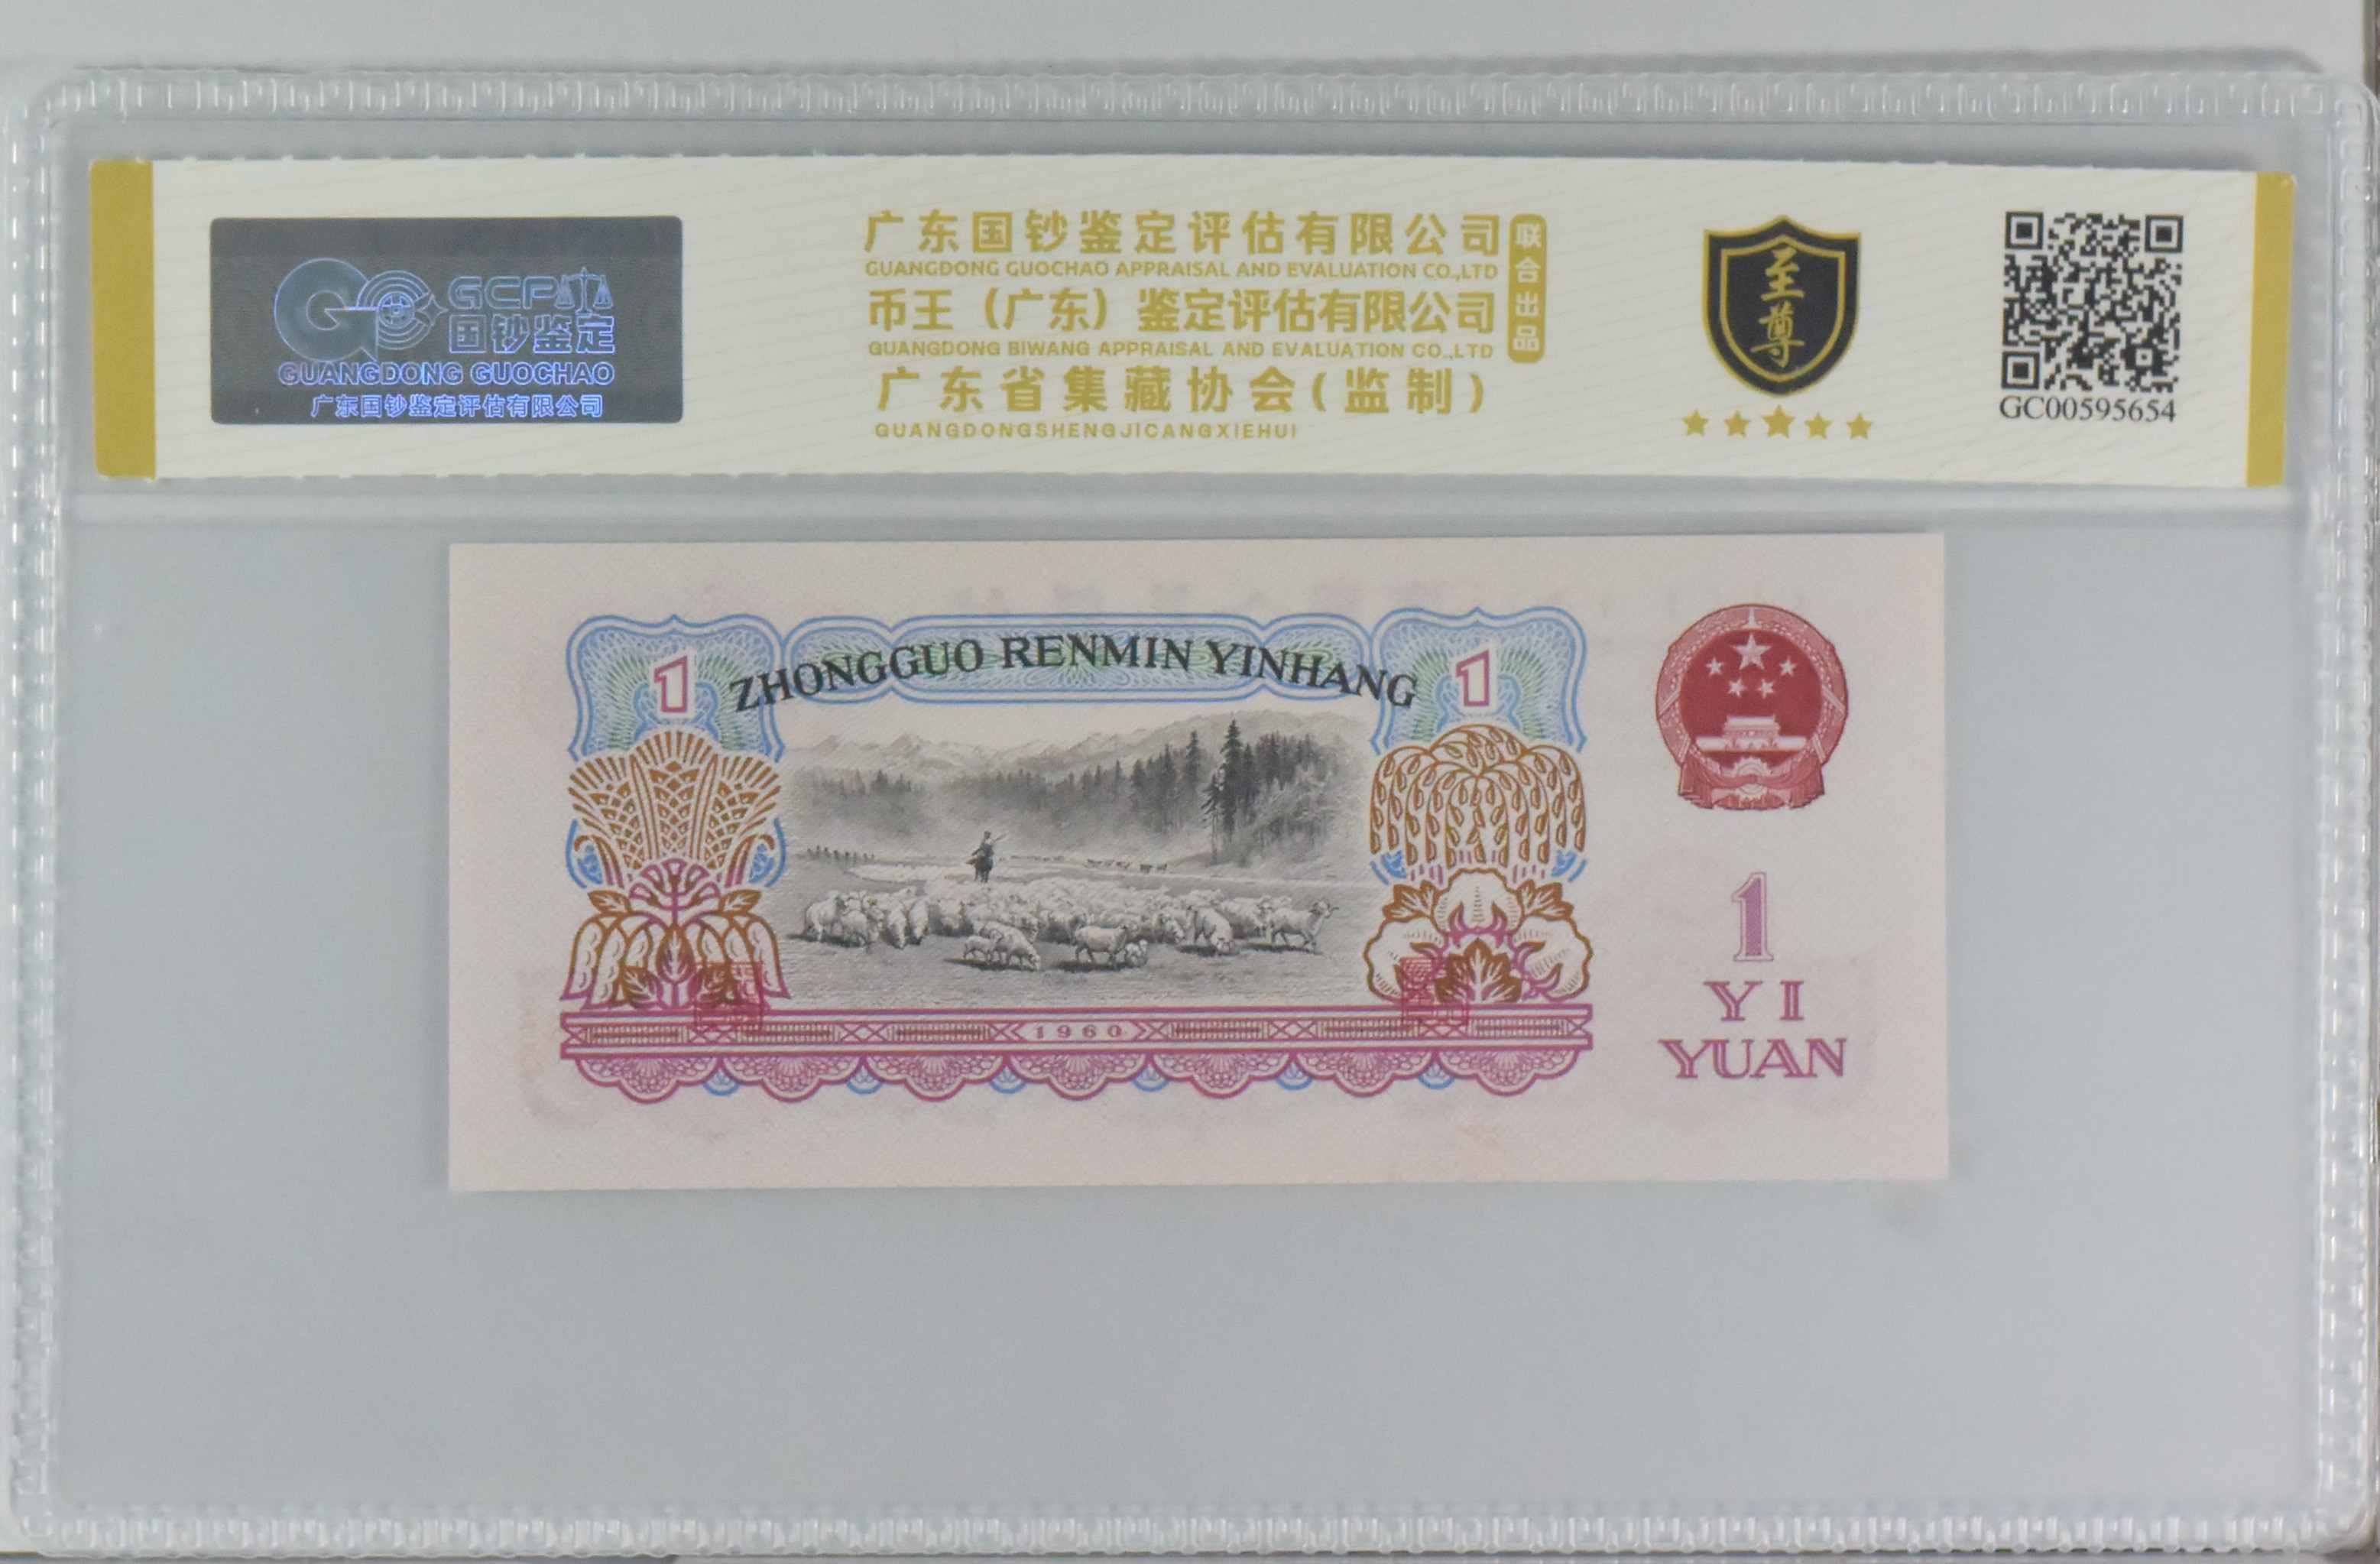 GCP
国钞鉴定
GUANGDONG GUOCHAO
广东国钞鉴定评估有限公司
广东国钞鉴定评估有限公司
GUANGDONG GUOCHAO APPRAISAL AND EVALUATION CO.,LTD
币王（广东）鉴定评估有限公司
GUANGDONG BIWANG APPRAISAL AND EVALUATION CO.,LTD
广东省集藏协会(监制)
GUANGDONGSHENGJICANGXIEHUI
联合出品
至尊
GC00595654
1
ZHONGGUO RENMIN YINHANG
1
1960
1
YI
YUAN